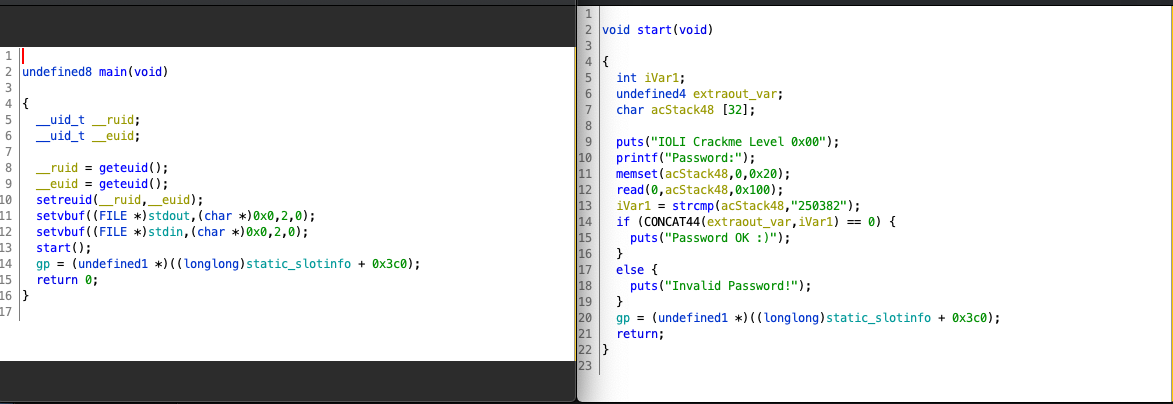 1
2 undefined8 main(void)
3
4 {
5 __uid_t __ruid;
6 __uid_t __euid;
7
8 __ruid = geteuid();
9 __euid = geteuid();
10 setreuid(__ruid,__euid);
11 setvbuf((FILE *)stdout,(char *)0x0,2,0);
12 setvbuf((FILE *)stdin,(char *)0x0,2,0);
13 start();
14 gp = (undefined1 *)((longlong)static_slotinfo + 0x3c0);
15 return 0;
16 }
17
1
2 void start(void)
3
4 {
5 int iVar1;
6 undefined4 extraout_var;
7 char acStack48 [32];
8
9 puts("IOLI Crackme Level 0x00");
10 printf("Password:");
11 memset(acStack48,0,0x20);
12 read(0,acStack48,0x100);
13 iVar1 = strcmp(acStack48,"250382");
14 if (CONCAT44(extraout_var,iVar1) == 0) {
15 puts("Password OK :)");
16 }
17 else {
18 puts("Invalid Password!");
19 }
20 gp = (undefined1 *)((longlong)static_slotinfo + 0x3c0);
21 return;
22 }
23